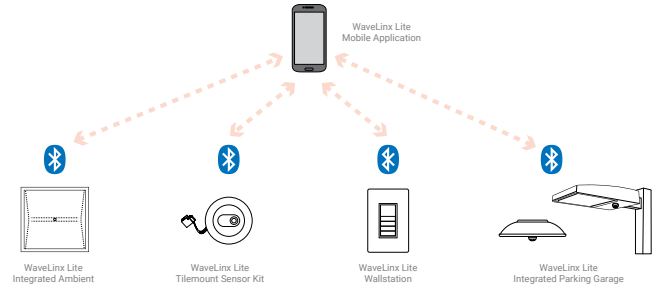 WaveLinx Lite
Mobile Application
WaveLinx Lite
Integrated Ambient
WaveLinx Lite
Tilemount Sensor Kit
WaveLinx Lite
Wallstation
WaveLinx Lite
Integrated Parking Garage